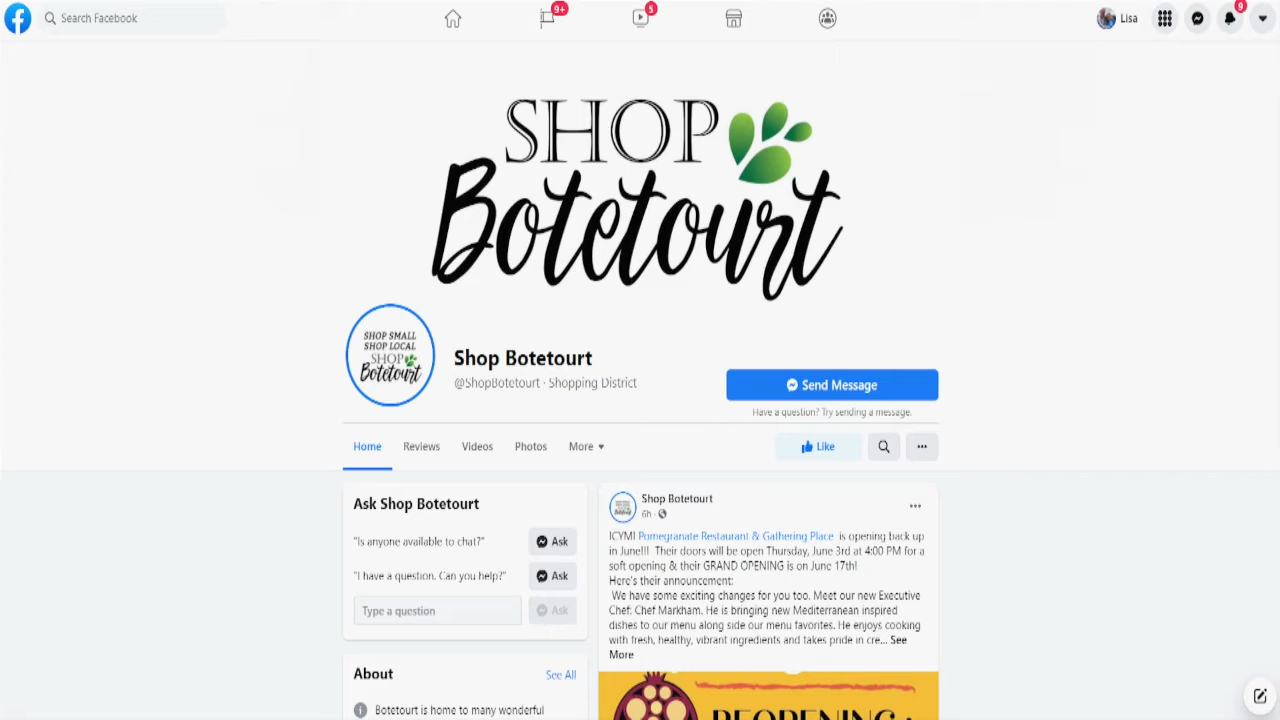 Search Facebook
9+
5
Lisa
9
SHOP
Botetourt
SHOP SMALL
SHOP LOCAL
SHOP
Botetourt
Shop Botetourt
@ShopBotetourt · Shopping District
Send Message
Have a question? Try sending a message.
Home Reviews Videos Photos More
Like
Ask Shop Botetourt
"Is anyone available to chat?" Ask
"I have a question. Can you help?" Ask
Type a question Ask
About See All
Botetourt is home to many wonderful
Shop Botetourt
6h
ICYMI Pomegranate Restaurant & Gathering Place is opening back up
in June!!! Their doors will be open Thursday, June 3rd at 4:00 PM for a
soft opening & their GRAND OPENING is on June 17th!
Here's their announcement:
We have some exciting changes for you too. Meet our new Executive
Chef: Chef Markham. He is bringing new Mediterranean inspired
dishes to our menu along side our menu favorites. He enjoys cooking
with fresh, healthy, vibrant ingredients and takes pride in cre... See
More
REOPENING